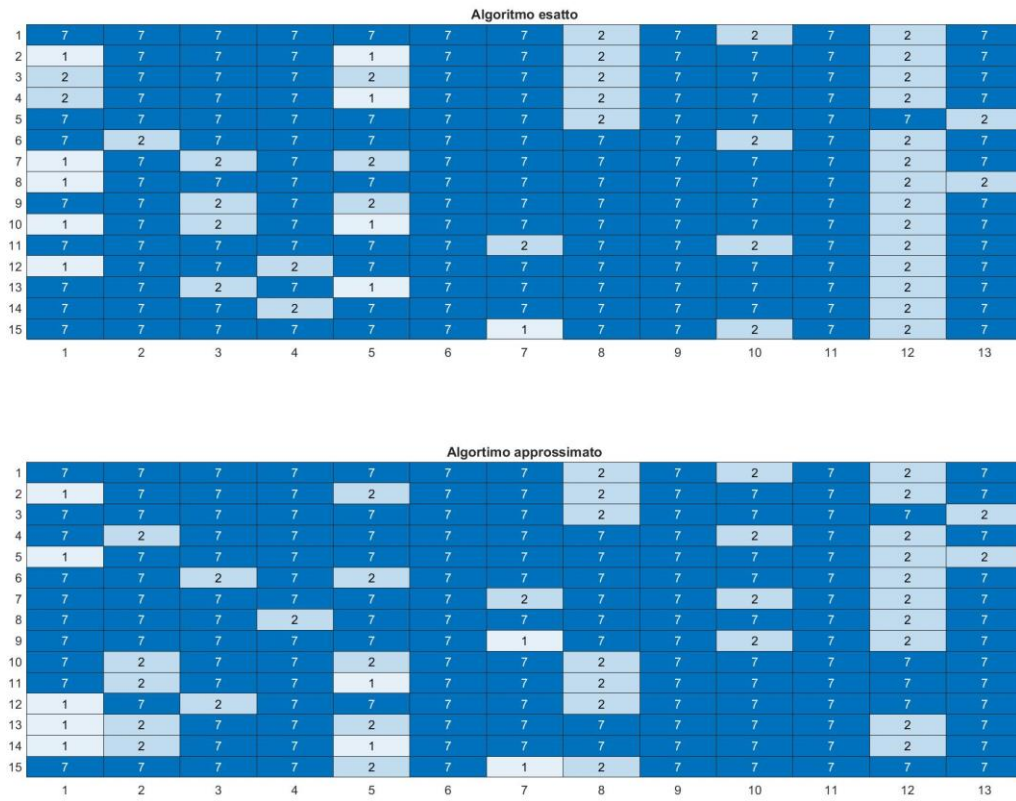 Algoritmo esatto
1 7 7 7 7 7 7 7 2 7 2 7 2 7
2 1 7 7 7 1 7 7 2 7 7 7 2 7
3 2 7 7 7 2 7 7 2 7 7 7 2 7
4 2 7 7 7 1 7 7 2 7 7 7 2 7
5 7 7 7 7 7 7 7 2 7 7 7 7 2
6 7 2 7 7 7 7 7 7 7 2 7 2 7
7 1 7 2 7 2 7 7 7 7 7 7 2 7
8 1 7 7 7 7 7 7 7 7 7 7 2 2
9 7 7 2 7 2 7 7 7 7 7 7 2 7
10 1 7 2 7 1 7 7 7 7 7 7 2 7
11 7 7 7 7 7 7 2 7 7 2 7 2 7
12 1 7 7 2 7 7 7 7 7 7 7 2 7
13 7 7 2 7 1 7 7 7 7 7 7 2 7
14 7 7 7 2 7 7 7 7 7 7 7 2 7
15 7 7 7 7 7 7 1 7 7 2 7 2 7
1 2 3 4 5 6 7 8 9 10 11 12 13
Algortimo approssimato
1 7 7 7 7 7 7 7 2 7 2 7 2 7
2 1 7 7 7 2 7 7 2 7 7 7 2 7
3 7 7 7 7 7 7 7 2 7 7 7 7 2
4 7 2 7 7 7 7 7 7 7 2 7 2 7
5 1 7 7 7 7 7 7 7 7 7 7 2 2
6 7 7 2 7 2 7 7 7 7 7 7 2 7
7 7 7 7 7 7 7 2 7 7 2 7 2 7
8 7 7 7 2 7 7 7 7 7 7 7 2 7
9 7 7 7 7 7 7 1 7 7 2 7 2 7
10 7 2 7 7 2 7 7 2 7 7 7 7 7
11 7 2 7 7 1 7 7 2 7 7 7 7 7
12 1 7 2 7 7 7 7 2 7 7 7 7 7
13 1 2 7 7 2 7 7 7 7 7 7 2 7
14 1 2 7 7 1 7 7 7 7 7 7 2 7
15 7 7 7 7 2 7 1 2 7 7 7 7 7
1 2 3 4 5 6 7 8 9 10 11 12 13